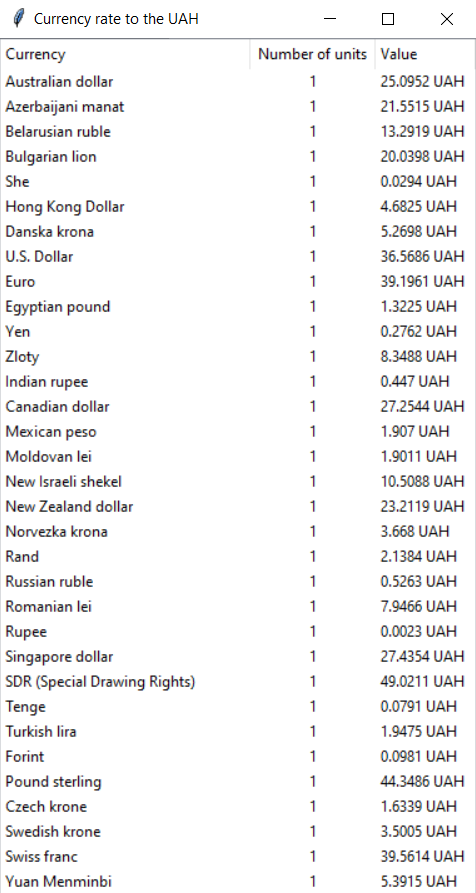 Currency rate to the UAH
Currency Number of units Value
Australian dollar 1 25.0952 UAH
Azerbaijani manat 1 21.5515 UAH
Belarusian ruble 1 13.2919 UAH
Bulgarian lion 1 20.0398 UAH
She 1 0.0294 UAH
Hong Kong Dollar 1 4.6825 UAH
Danska krona 1 5.2698 UAH
U.S. Dollar 1 36.5686 UAH
Euro 1 39.1961 UAH
Egyptian pound 1 1.3225 UAH
Yen 1 0.2762 UAH
Zloty 1 8.3488 UAH
Indian rupee 1 0.447 UAH
Canadian dollar 1 27.2544 UAH
Mexican peso 1 1.907 UAH
Moldovan lei 1 1.9011 UAH
New Israeli shekel 1 10.5088 UAH
New Zealand dollar 1 23.2119 UAH
Norvezka krona 1 3.668 UAH
Rand 1 2.1384 UAH
Russian ruble 1 0.5263 UAH
Romanian lei 1 7.9466 UAH
Rupee 1 0.0023 UAH
Singapore dollar 1 27.4354 UAH
SDR (Special Drawing Rights) 1 49.0211 UAH
Tenge 1 0.0791 UAH
Turkish lira 1 1.9475 UAH
Forint 1 0.0981 UAH
Pound sterling 1 44.3486 UAH
Czech krone 1 1.6339 UAH
Swedish krone 1 3.5005 UAH
Swiss franc 1 39.5614 UAH
Yuan Menminbi 1 5.3915 UAH